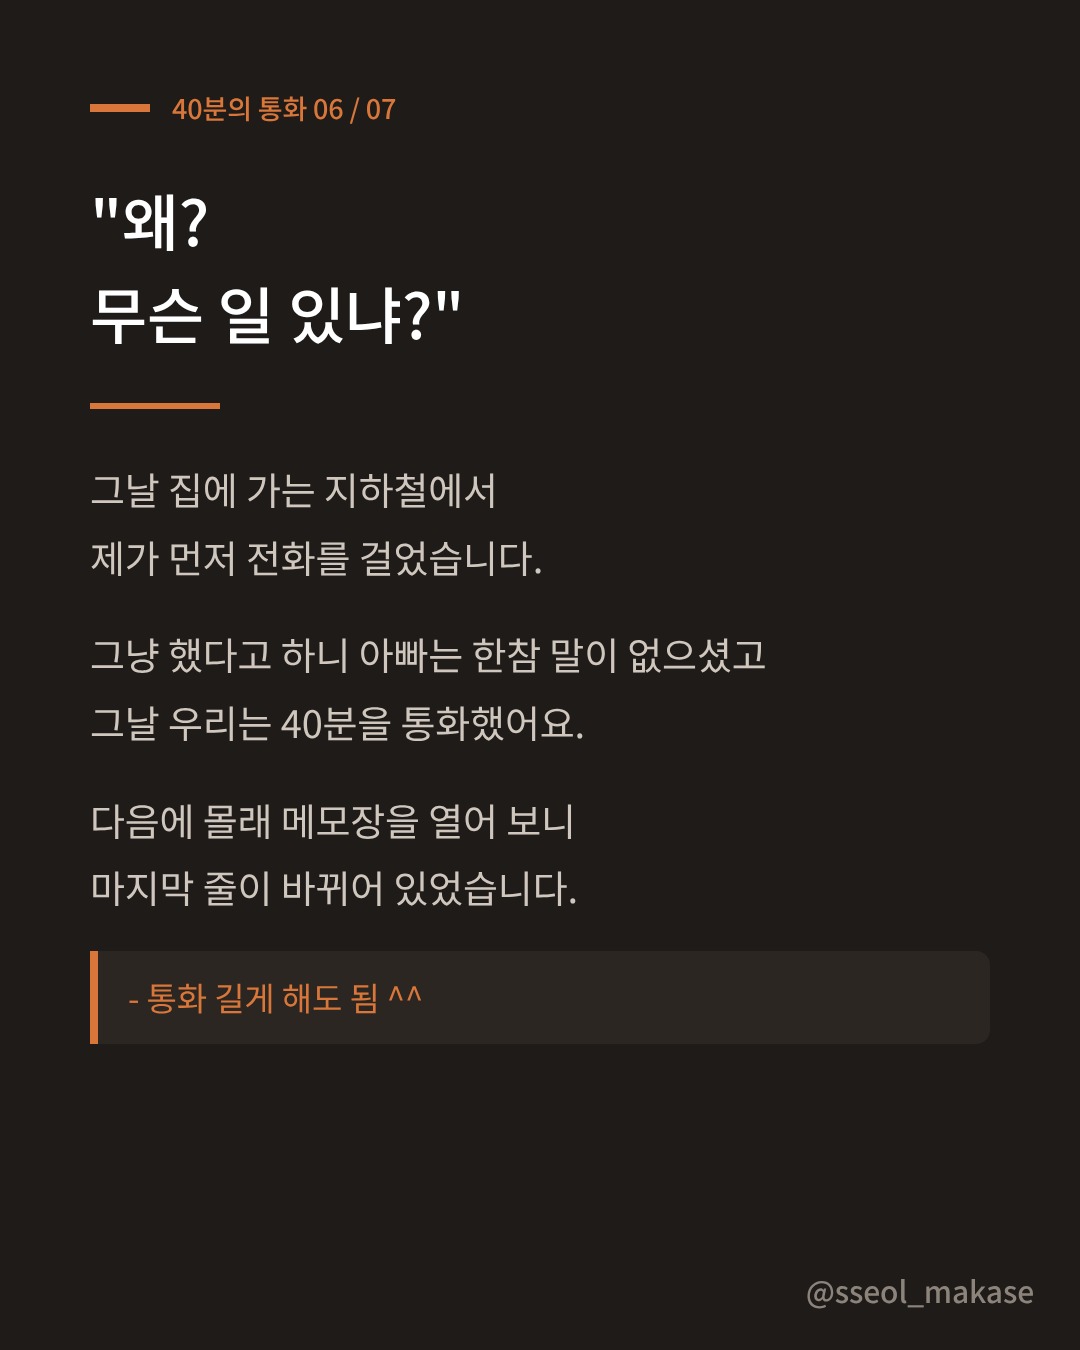 40분의 통화 06 / 07
"왜?
무슨 일 있냐?"
그날 집에 가는 지하철에서
제가 먼저 전화를 걸었습니다.
그냥 했다고 하니 아빠는 한참 말이 없으셨고
그날 우리는 40분을 통화했어요.
다음에 몰래 메모장을 열어 보니
마지막 줄이 바뀌어 있었습니다.
- 통화 길게 해도 됨 ^^
@sseol_makase